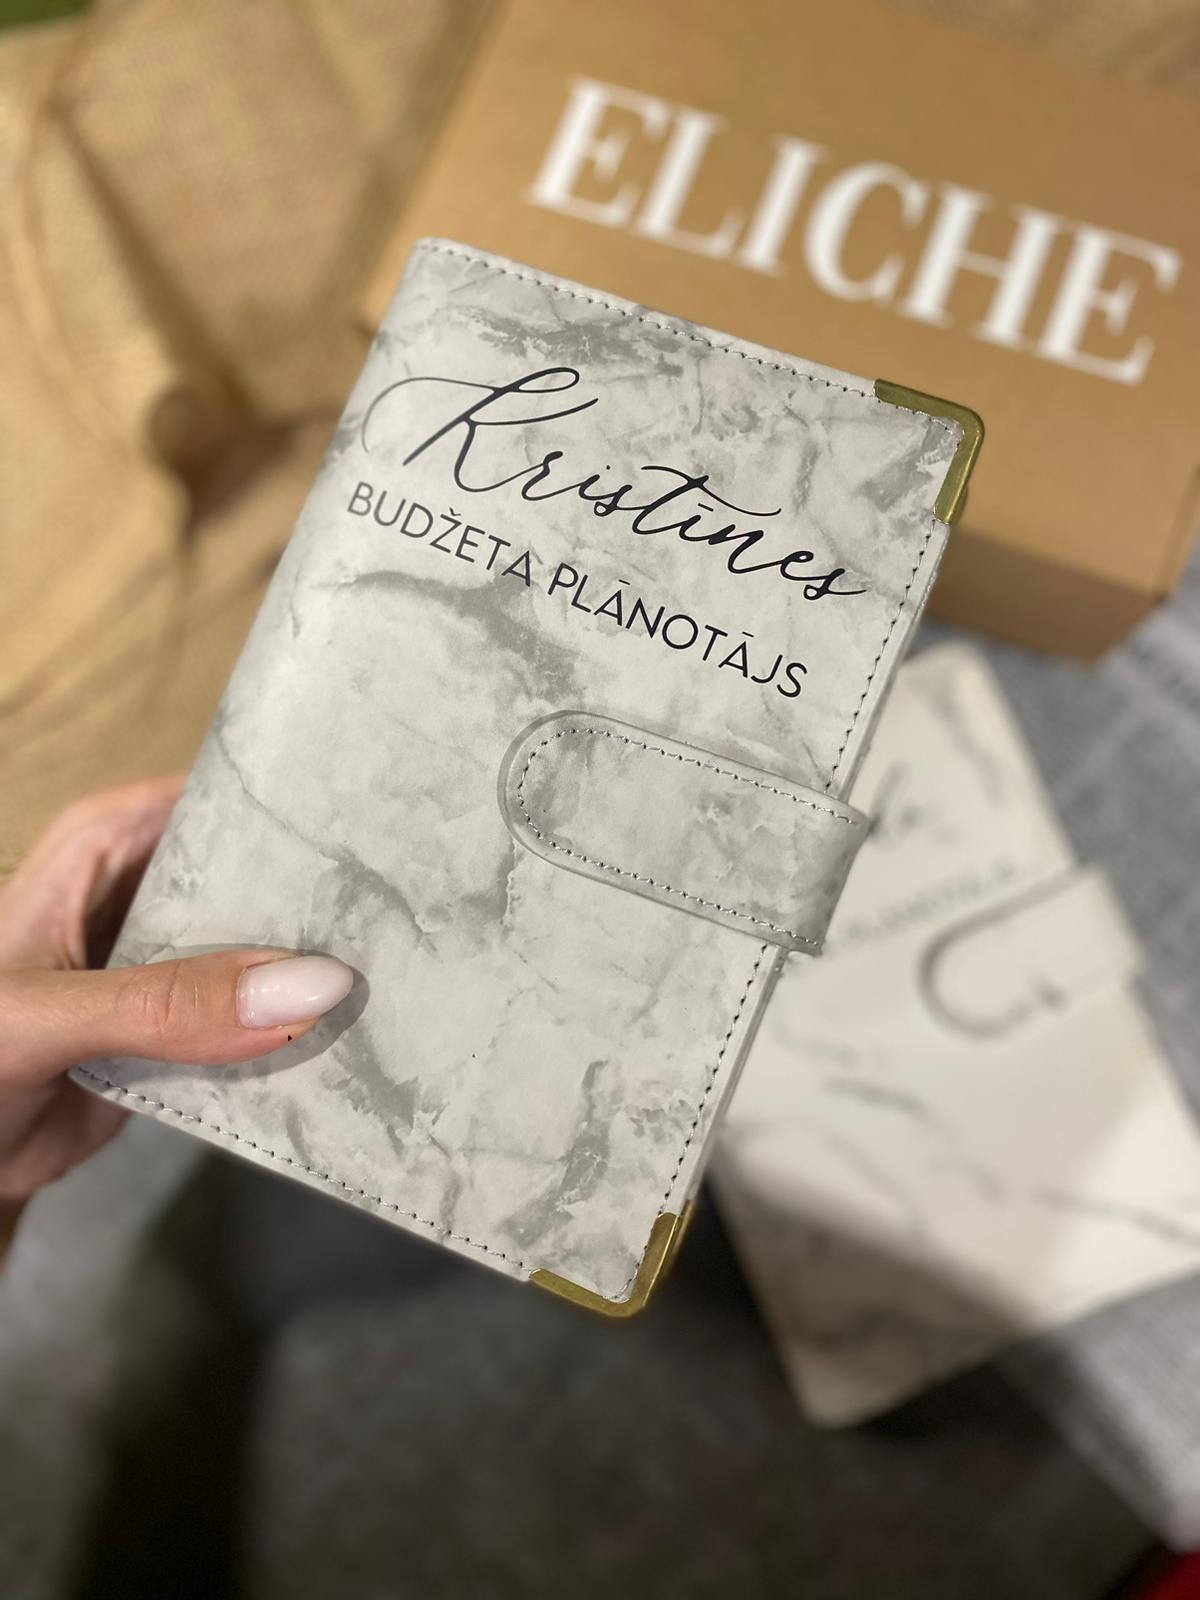 ELICHE
Kristīnes
BUDŽETA PLĀNOTĀJS